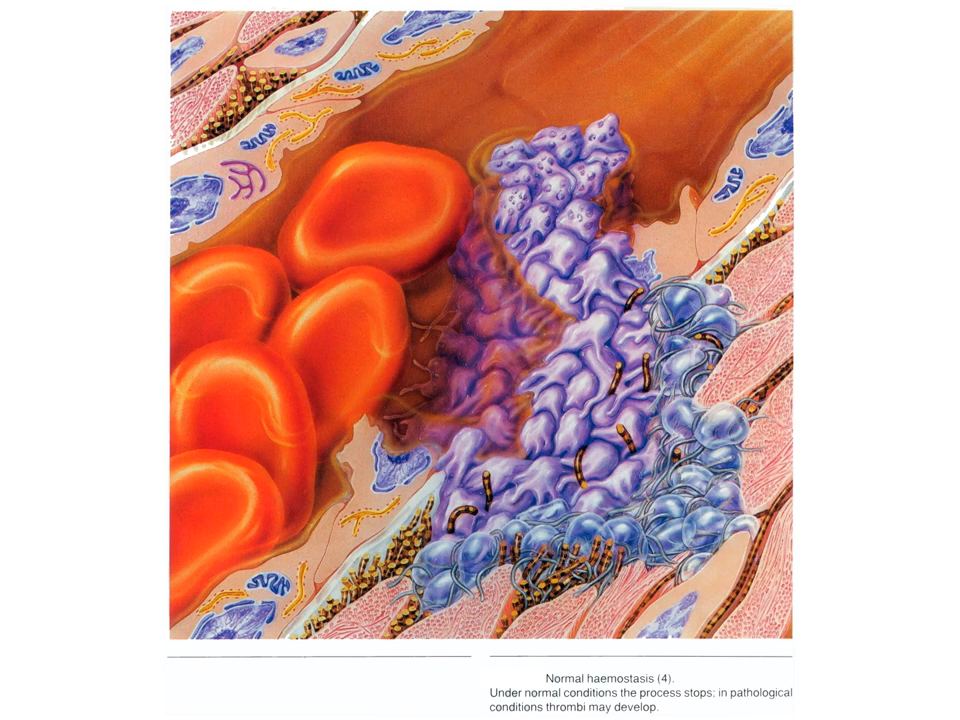 Normal haemostasis (4).
Under normal conditions the process stops; in pathological
conditions thrombi may develop.